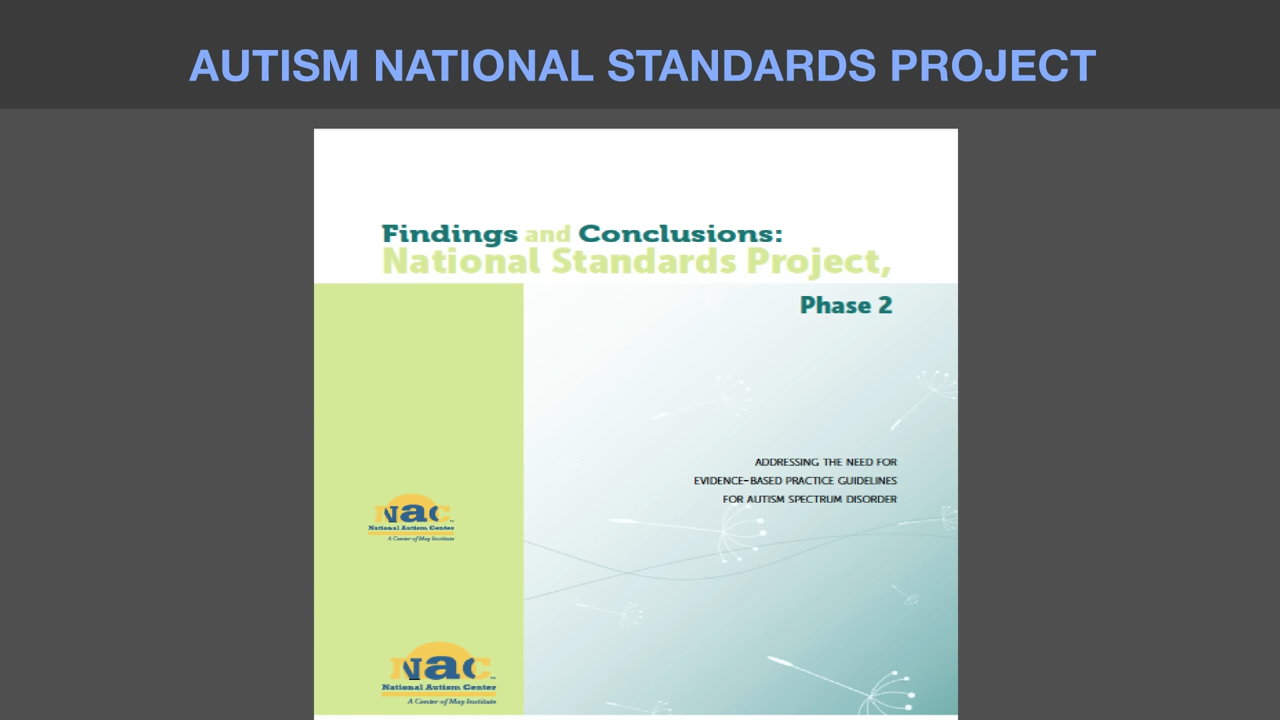 AUTISM NATIONAL STANDARDS PROJECT
Findings and Conclusions:
National Standards Project,
Phase 2
ADDRESSING THE NEED FOR
EVIDENCE-BASED PRACTICE GUIDELINES
FOR AUTISM SPECTRUM DISORDER
nac™
National Autism Center
A Center of May Institute
nac™
National Autism Center
A Center of May Institute